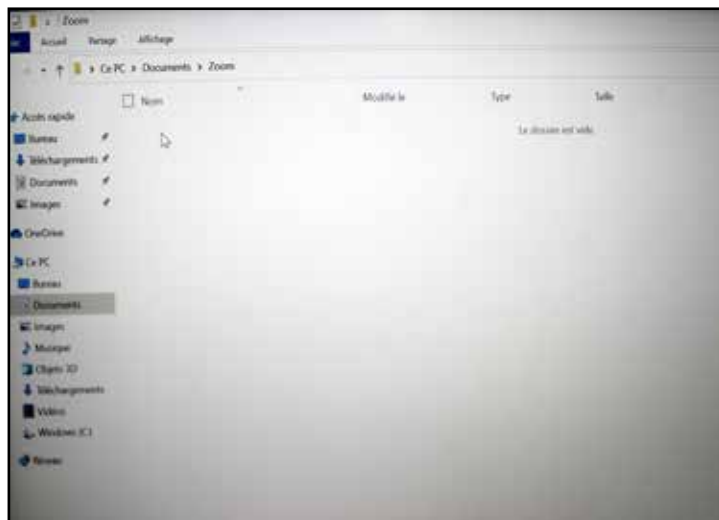 Zoom
Accueil Partage Affichage
Ce PC > Documents > Zoom
Nom Modifié le Type Taille
Le dossier est vide.
Accès rapide
Bureau
Téléchargements
Documents
Images
OneDrive
Ce PC
Bureau
Documents
Images
Musique
Objets 3D
Téléchargements
Vidéos
Windows (C:)
Réseau